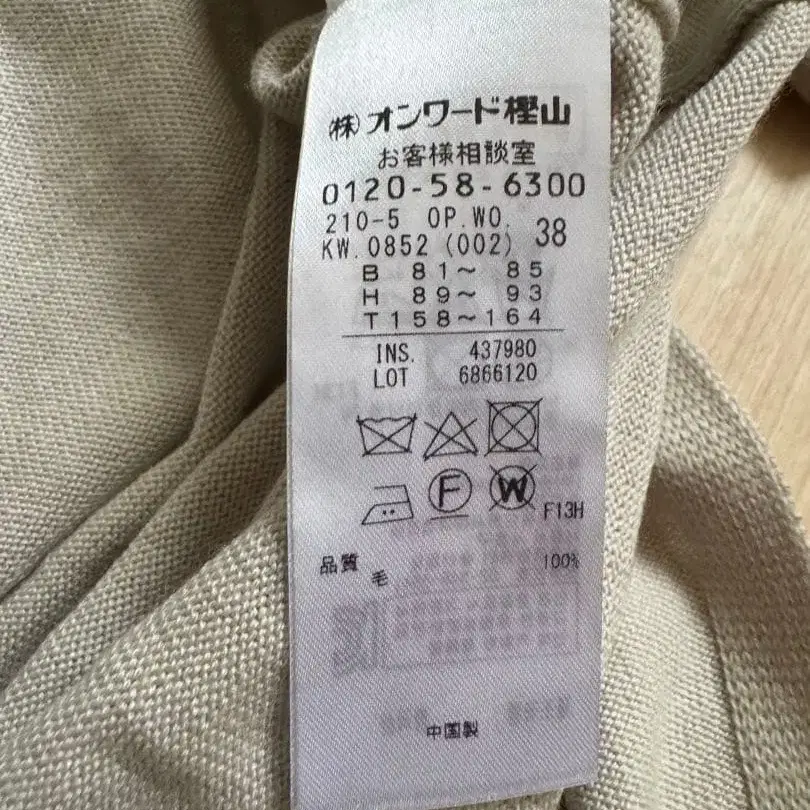 (株)オンワード樫山
お客様相談室
0120-58-6300
210-5 OP.WO. 38
KW.0852 (002)
B 81~ 85
H 89~ 93
T158~164
INS. 437980
LOT 6866120
F W F13H
品質 毛 100%
中国製